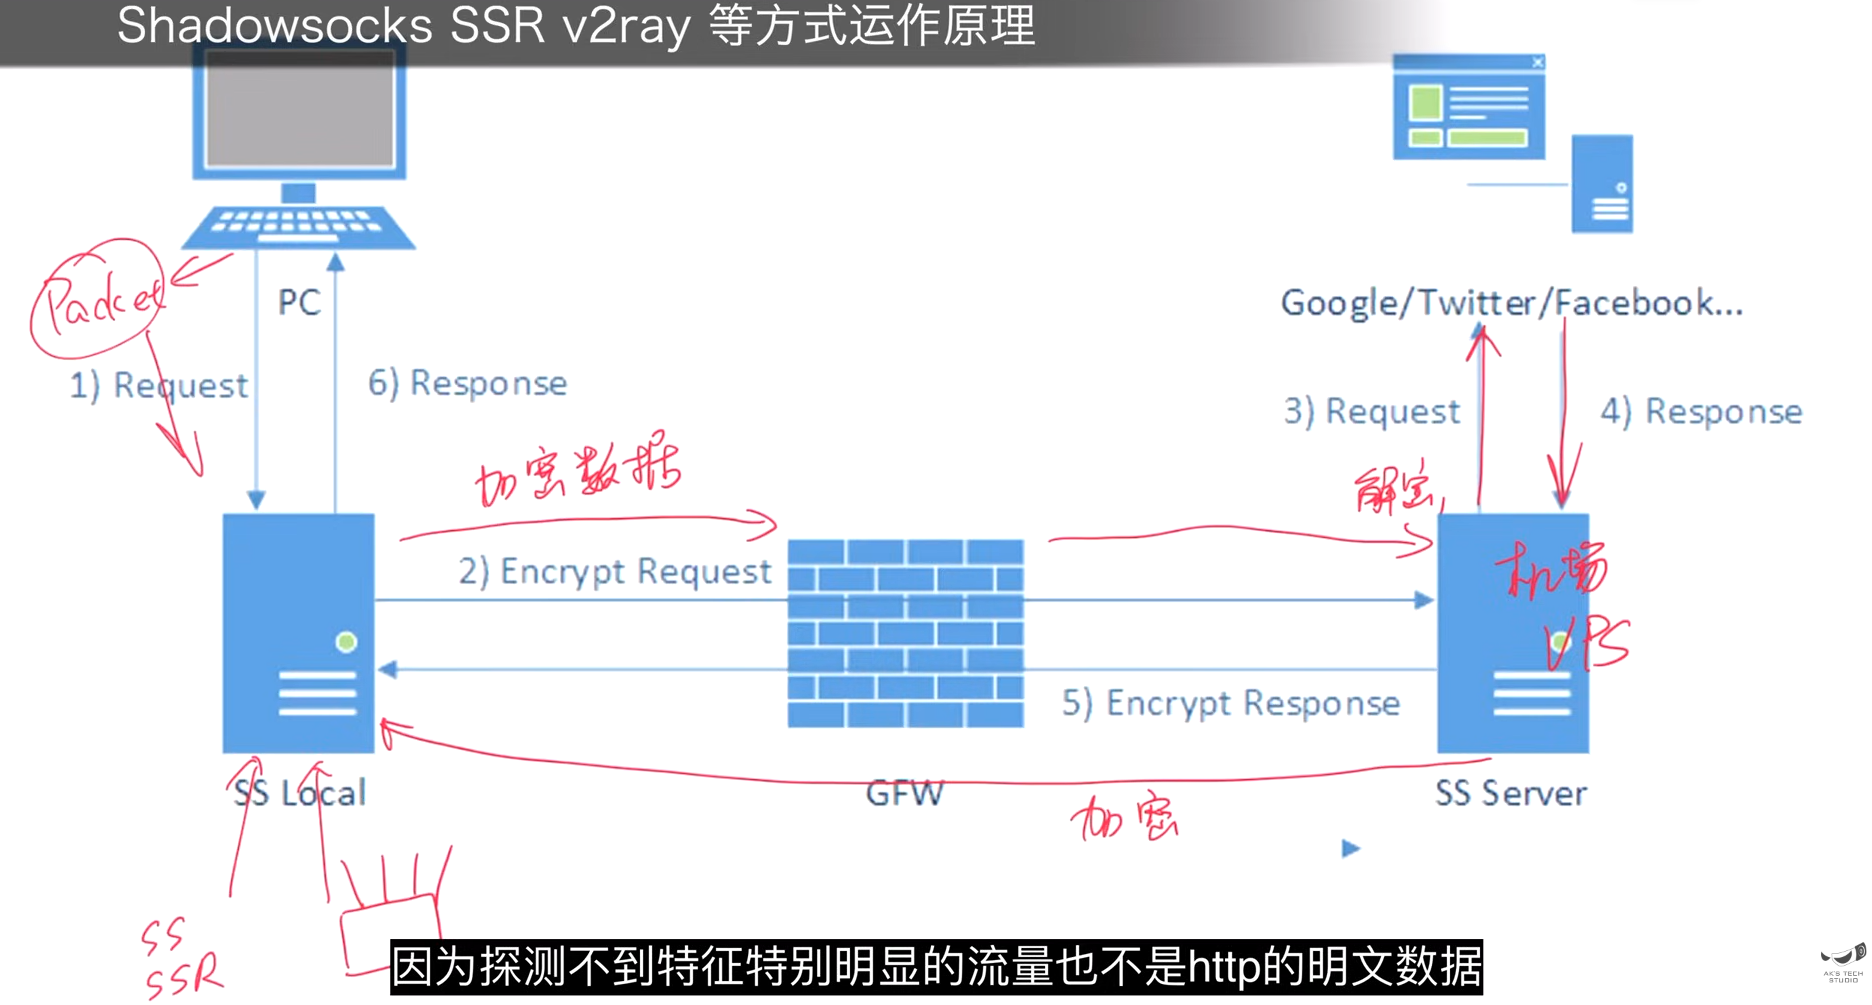 Shadowsocks SSR v2ray 等方式运作原理
Packet
PC
Google/Twitter/Facebook...
1) Request
6) Response
3) Request
4) Response
加密数据
解密
2) Encrypt Request
机场
VPS
5) Encrypt Response
SS Local
GFW
SS Server
加密
SS
SSR
因为探测不到特征特别明显的流量也不是http的明文数据
AK'S TECH
STUDIO